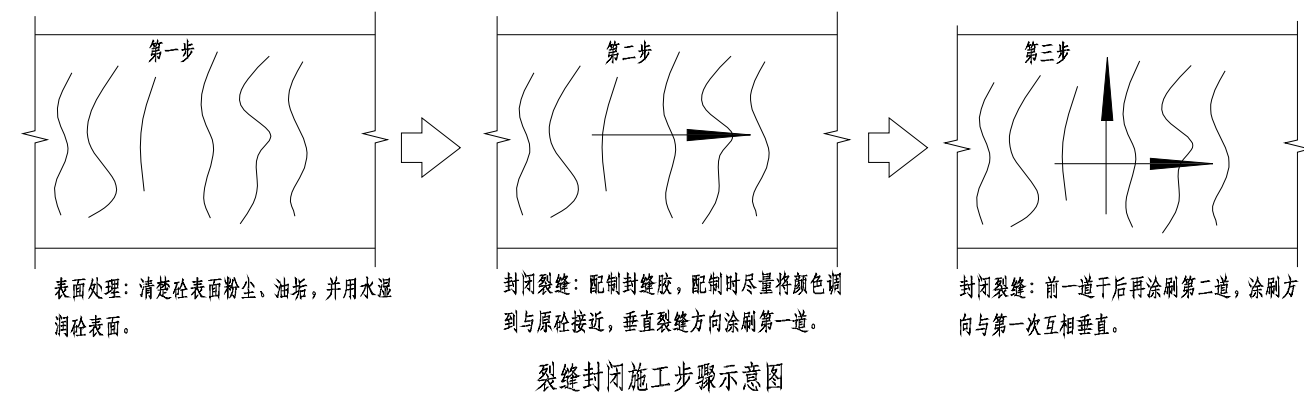 第一步
第二步
第三步
表面处理：清楚砼表面粉尘、油垢，并用水湿
润砼表面。
封闭裂缝：配制封缝胶，配制时尽量将颜色调
到与原砼接近，垂直裂缝方向涂刷第一道。
封闭裂缝：前一道干后再涂刷第二道，涂刷方
向与第一次互相垂直。
裂缝封闭施工步骤示意图